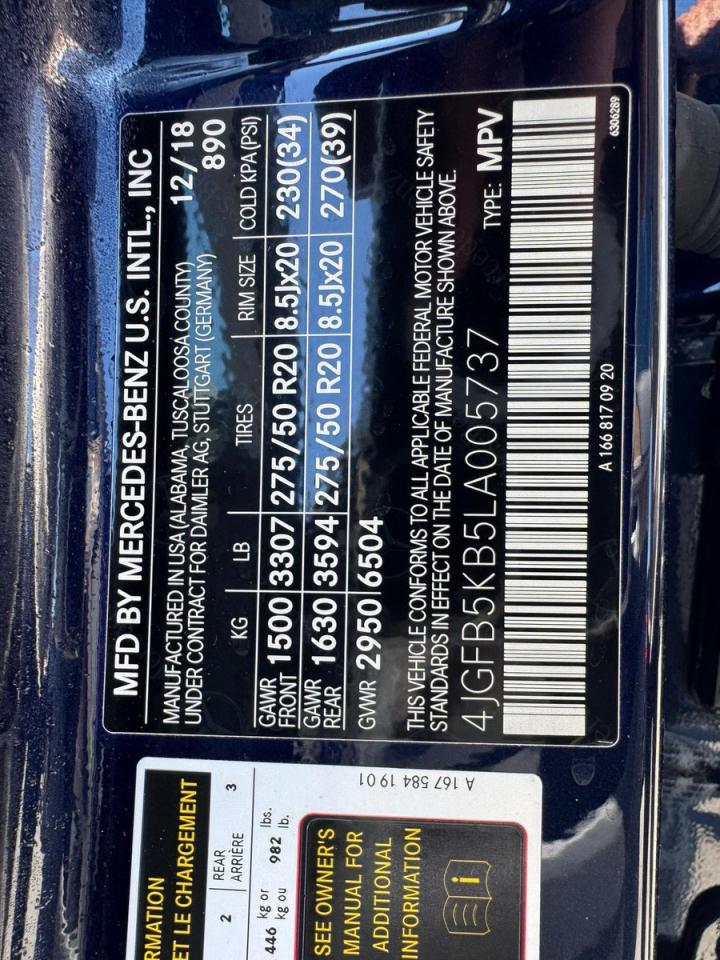 MFD BY MERCEDES-BENZ U.S. INTL., INC
MANUFACTURED IN USA (ALABAMA, TUSCALOOSA COUNTY) 12/18
UNDER CONTRACT FOR DAIMLER AG, STUTTGART (GERMANY) 890
KG LB TIRES RIM SIZE COLD KPA(PSI)
GAWR FRONT 1500 3307 275/50 R20 8.5Jx20 230(34)
GAWR REAR 1630 3594 275/50 R20 8.5Jx20 270(39)
GVWR 2950 6504
THIS VEHICLE CONFORMS TO ALL APPLICABLE FEDERAL MOTOR VEHICLE SAFETY
STANDARDS IN EFFECT ON THE DATE OF MANUFACTURE SHOWN ABOVE.
4JGFB5KB5LA005737 TYPE: MPV
A 166 817 09 20
6306289
RMATION
ET LE CHARGEMENT
2 REAR 3
ARRIÈRE
446 kg or 982 lbs.
kg ou lb.
SEE OWNER'S
MANUAL FOR
ADDITIONAL
INFORMATION
i
A 167 584 19 01